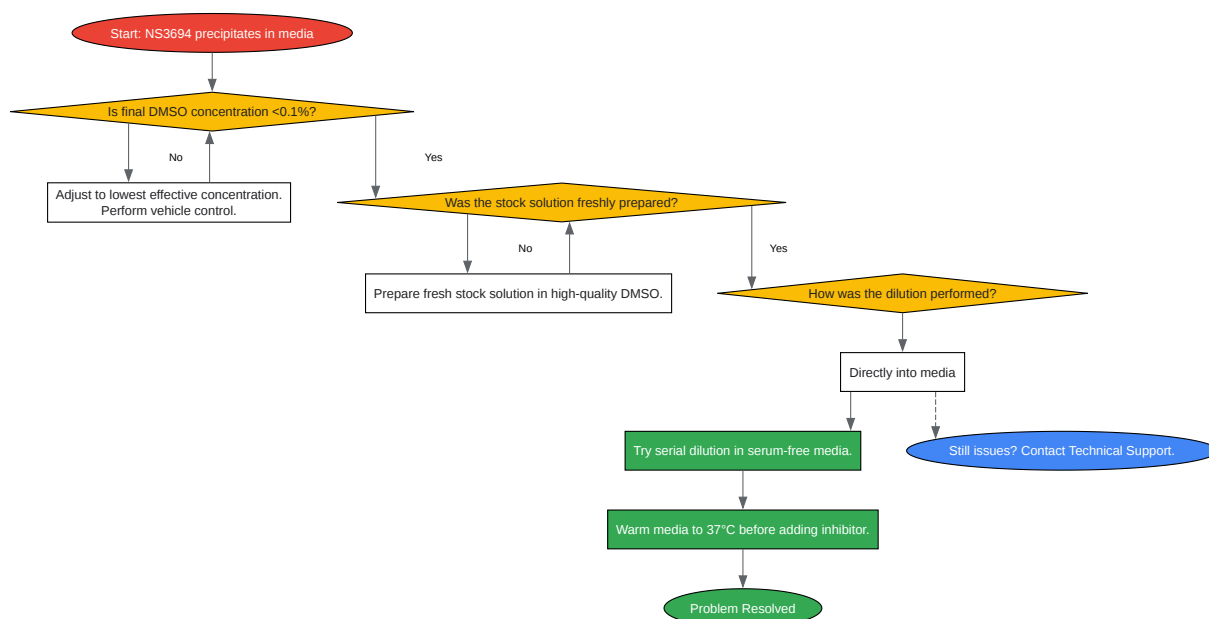 Start: NS3694 precipitates in media
Is final DMSO concentration <0.1%?
No
Yes
Adjust to lowest effective concentration.
Perform vehicle control.
Was the stock solution freshly prepared?
No
Yes
Prepare fresh stock solution in high-quality DMSO.
How was the dilution performed?
Directly into media
Try serial dilution in serum-free media.
Still issues? Contact Technical Support.
Warm media to 37°C before adding inhibitor.
Problem Resolved